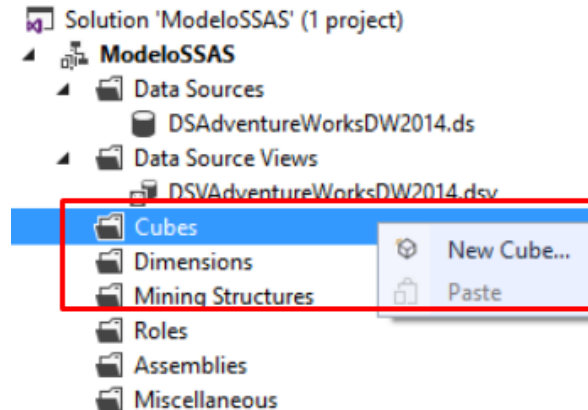 Solution 'ModeloSSAS' (1 project)
ModeloSSAS
Data Sources
DSAdventureWorksDW2014.ds
Data Source Views
DSVAdventureWorksDW2014.dsv
Cubes
New Cube...
Dimensions
Paste
Mining Structures
Roles
Assemblies
Miscellaneous